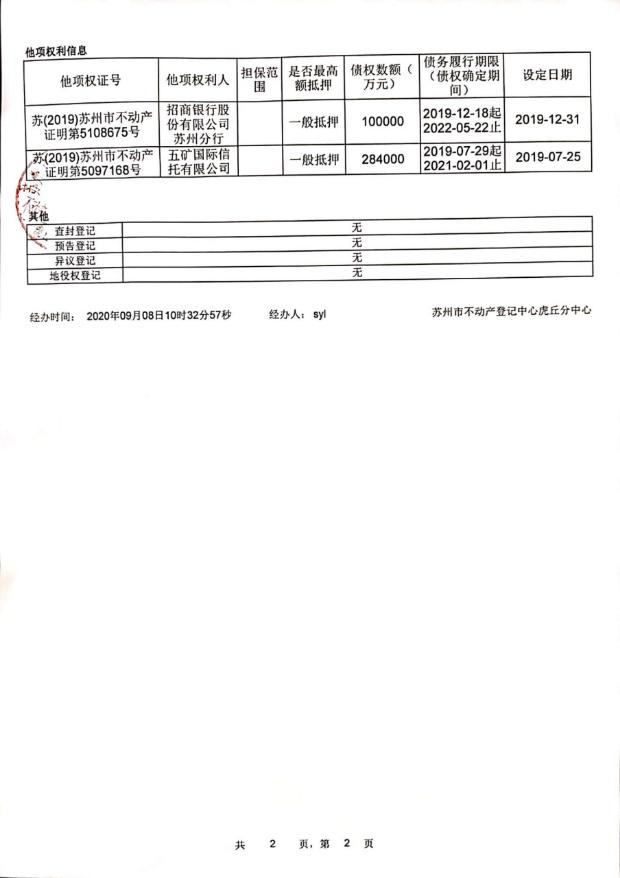 他项权利信息
他项权证号 他项权利人 担保范围 是否最高额抵押 债权数额（万元） 债务履行期限（债权确定期间） 设定日期
苏(2019)苏州市不动产证明第5108675号 招商银行股份有限公司苏州分行 一般抵押 100000 2019-12-18起2022-05-22止 2019-12-31
苏(2019)苏州市不动产证明第5097168号 五矿国际信托有限公司 一般抵押 284000 2019-07-29起2021-02-01止 2019-07-25
其他
查封登记 无
预告登记 无
异议登记 无
地役权登记 无
经办时间： 2020年09月08日10时32分57秒 经办人： syl 苏州市不动产登记中心虎丘分中心
共 2 页，第 2 页